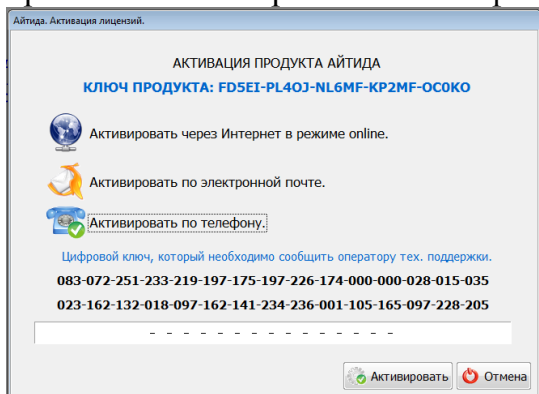 Айтида. Активация лицензий.
АКТИВАЦИЯ ПРОДУКТА АЙТИДА
КЛЮЧ ПРОДУКТА: FD5EI-PL4OJ-NL6MF-KP2MF-OC0KO
Активировать через Интернет в режиме online.
Активировать по электронной почте.
Активировать по телефону.
Цифровой ключ, который необходимо сообщить оператору тех. поддержки.
083-072-251-233-219-197-175-197-226-174-000-000-028-015-035
023-162-132-018-097-162-141-234-236-001-105-165-097-228-205
- - - - - - - - - - - - - -
Активировать Отмена